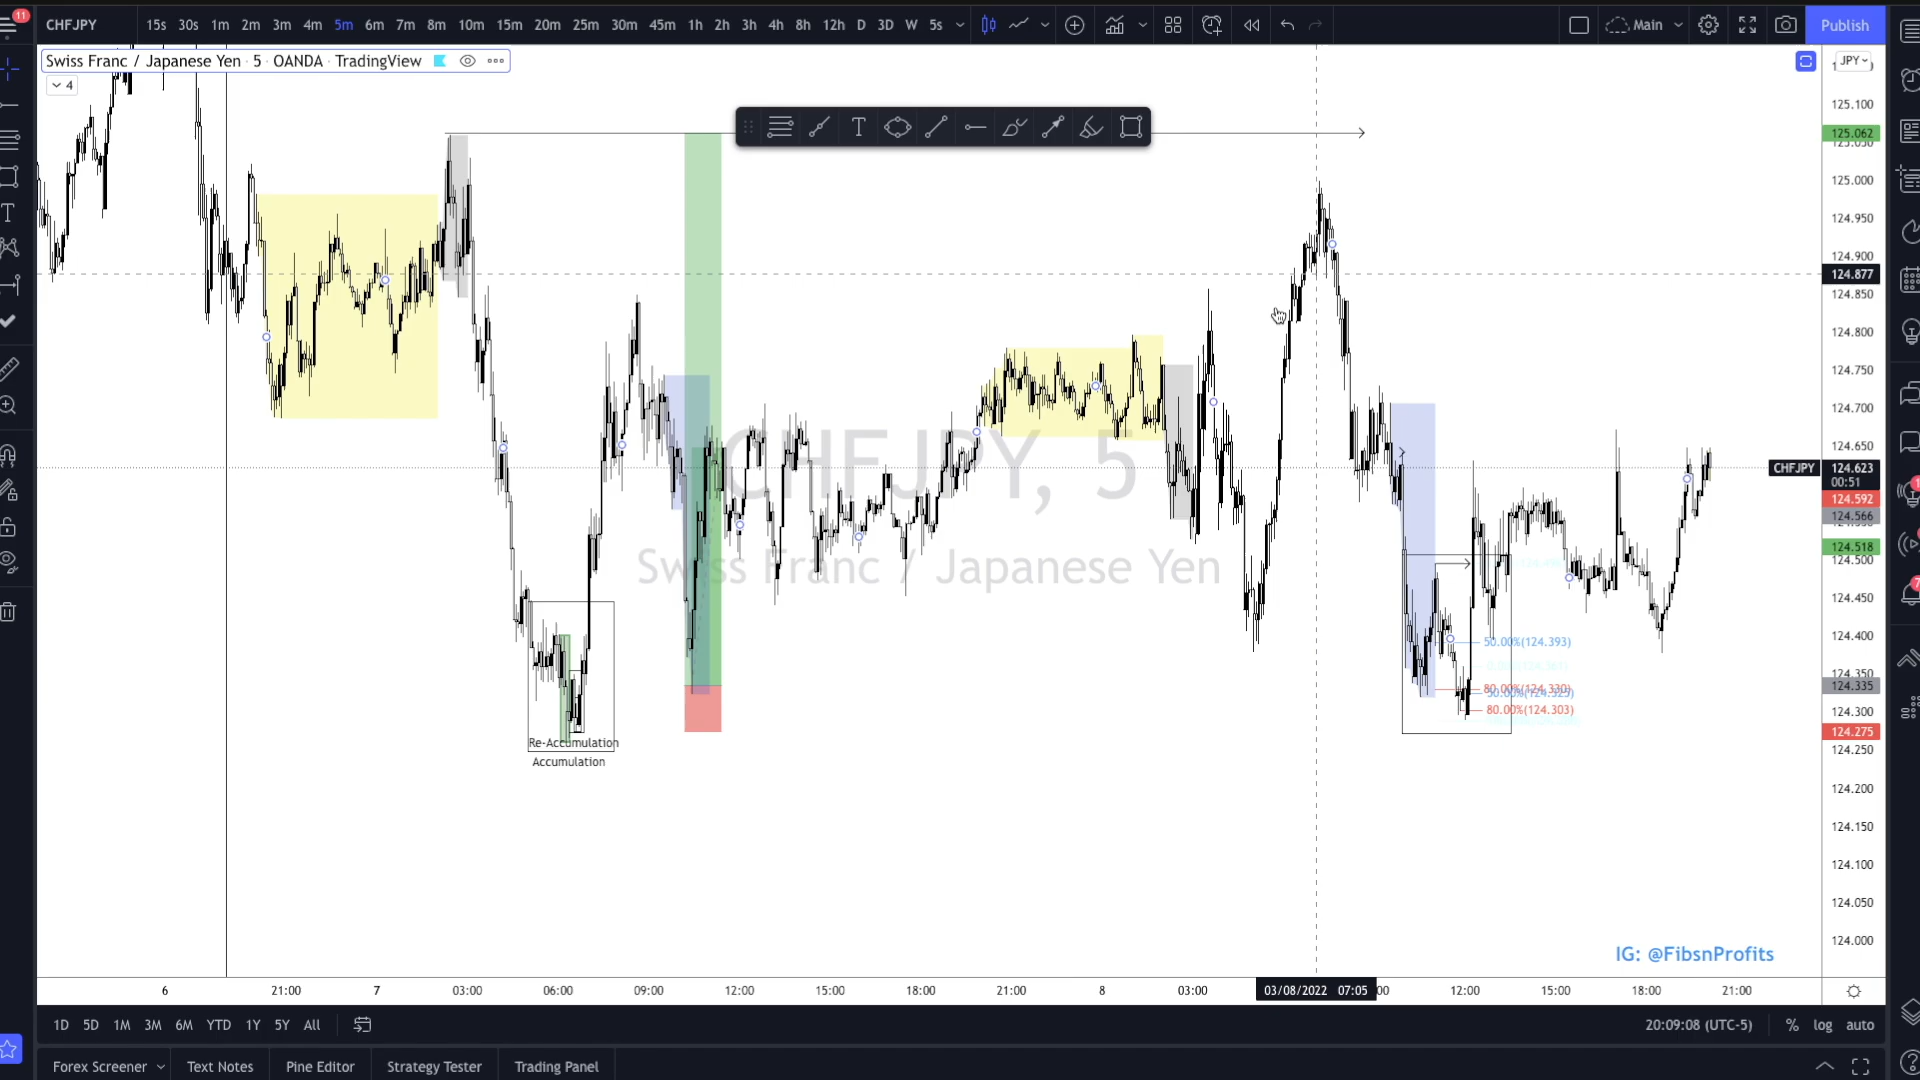 11
CHFJPY 15s 30s 1m 2m 3m 4m 5m 6m 7m 8m 10m 15m 20m 25m 30m 45m 1h 2h 3h 4h 8h 12h D 3D W 5s Main Publish
Swiss Franc / Japanese Yen · 5 · OANDA · TradingView
4
JPY
125.100
125.062
125.000
124.950
124.900
124.877
124.850
124.800
124.750
124.700
124.650
CHFJPY 124.623
00:51
124.592
124.566
124.518
124.500
124.450
124.400
124.350
124.335
124.300
124.275
124.250
124.200
124.150
124.100
124.050
124.000
CHFJPY, 5
Swiss Franc / Japanese Yen
50.00%(124.393)
80.00%(124.330)
80.00%(124.303)
Re-Accumulation
Accumulation
IG: @FibsnProfits
6 21:00 7 03:00 06:00 09:00 12:00 15:00 18:00 21:00 8 03:00 03/08/2022 07:05 12:00 15:00 18:00 21:00
1D 5D 1M 3M 6M YTD 1Y 5Y All 20:09:08 (UTC-5) % log auto
Forex Screener Text Notes Pine Editor Strategy Tester Trading Panel